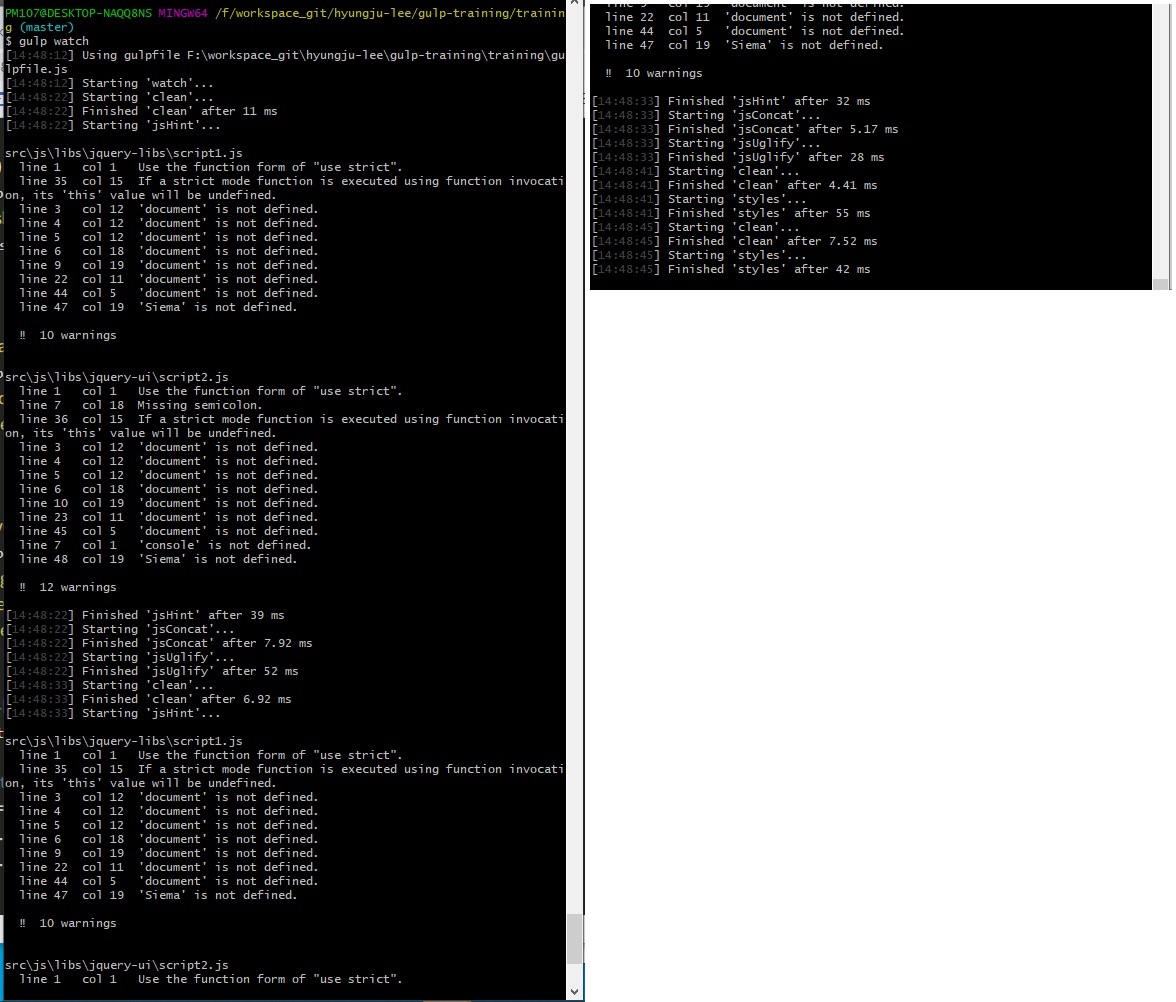 PM107@DESKTOP-NAQQ8NS MINGW64 /f/workspace_git/hyungju-lee/gulp-training/trainin
g (master)
$ gulp watch
[14:48:12] Using gulpfile F:\workspace_git\hyungju-lee\gulp-training\training\gu
lpfile.js
[14:48:12] Starting 'watch'...
[14:48:22] Starting 'clean'...
[14:48:22] Finished 'clean' after 11 ms
[14:48:22] Starting 'jsHint'...
src\js\libs\jquery-libs\script1.js
line 1 col 1 Use the function form of "use strict".
line 35 col 15 If a strict mode function is executed using function invocati
on, its 'this' value will be undefined.
line 3 col 12 'document' is not defined.
line 4 col 12 'document' is not defined.
line 5 col 12 'document' is not defined.
line 6 col 18 'document' is not defined.
line 9 col 19 'document' is not defined.
line 22 col 11 'document' is not defined.
line 44 col 5 'document' is not defined.
line 47 col 19 'Siema' is not defined.
‼ 10 warnings
src\js\libs\jquery-ui\script2.js
line 1 col 1 Use the function form of "use strict".
line 7 col 18 Missing semicolon.
line 36 col 15 If a strict mode function is executed using function invocati
on, its 'this' value will be undefined.
line 3 col 12 'document' is not defined.
line 4 col 12 'document' is not defined.
line 5 col 12 'document' is not defined.
line 6 col 18 'document' is not defined.
line 10 col 19 'document' is not defined.
line 23 col 11 'document' is not defined.
line 45 col 5 'document' is not defined.
line 7 col 1 'console' is not defined.
line 48 col 19 'Siema' is not defined.
‼ 12 warnings
[14:48:22] Finished 'jsHint' after 39 ms
[14:48:22] Starting 'jsConcat'...
[14:48:22] Finished 'jsConcat' after 7.92 ms
[14:48:22] Starting 'jsUglify'...
[14:48:22] Finished 'jsUglify' after 52 ms
[14:48:33] Starting 'clean'...
[14:48:33] Finished 'clean' after 6.92 ms
[14:48:33] Starting 'jsHint'...
src\js\libs\jquery-libs\script1.js
line 1 col 1 Use the function form of "use strict".
line 35 col 15 If a strict mode function is executed using function invocati
on, its 'this' value will be undefined.
line 3 col 12 'document' is not defined.
line 4 col 12 'document' is not defined.
line 5 col 12 'document' is not defined.
line 6 col 18 'document' is not defined.
line 9 col 19 'document' is not defined.
line 22 col 11 'document' is not defined.
line 44 col 5 'document' is not defined.
line 47 col 19 'Siema' is not defined.
‼ 10 warnings
src\js\libs\jquery-ui\script2.js
line 1 col 1 Use the function form of "use strict".
line 22 col 11 'document' is not defined.
line 44 col 5 'document' is not defined.
line 47 col 19 'Siema' is not defined.
‼ 10 warnings
[14:48:33] Finished 'jsHint' after 32 ms
[14:48:33] Starting 'jsConcat'...
[14:48:33] Finished 'jsConcat' after 5.17 ms
[14:48:33] Starting 'jsUglify'...
[14:48:33] Finished 'jsUglify' after 28 ms
[14:48:41] Starting 'clean'...
[14:48:41] Finished 'clean' after 4.41 ms
[14:48:41] Starting 'styles'...
[14:48:41] Finished 'styles' after 55 ms
[14:48:45] Starting 'clean'...
[14:48:45] Finished 'clean' after 7.52 ms
[14:48:45] Starting 'styles'...
[14:48:45] Finished 'styles' after 42 ms